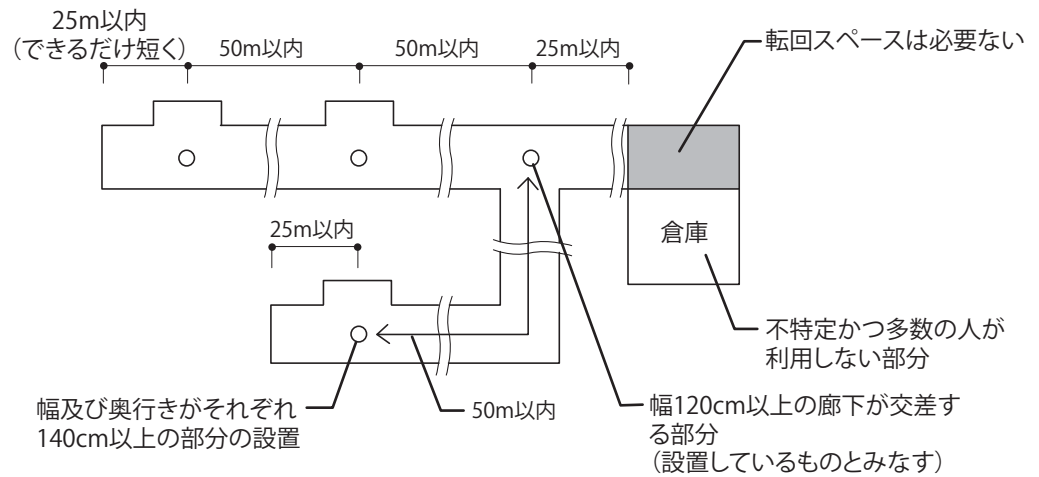 25m以内
（できるだけ短く）
50m以内
50m以内
25m以内
転回スペースは必要ない
25m以内
倉庫
不特定かつ多数の人が
利用しない部分
幅及び奥行きがそれぞれ
140cm以上の部分の設置
50m以内
幅120cm以上の廊下が交差す
る部分
（設置しているものとみなす）